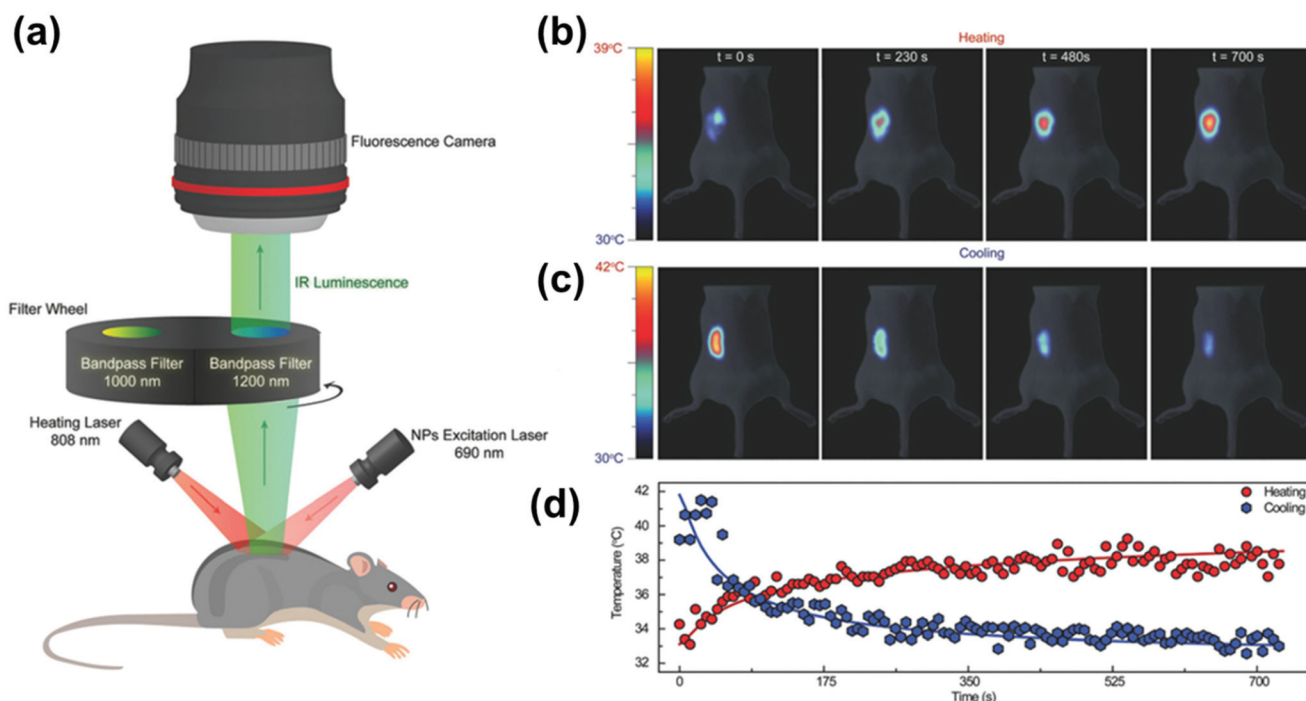 (a)
Fluorescence Camera
IR Luminescence
Filter Wheel
Bandpass Filter
1000 nm
Bandpass Filter
1200 nm
Heating Laser
808 nm
NPs Excitation Laser
690 nm
(b)
Heating
39°C
30°C
t = 0 s
t = 230 s
t = 480s
t = 700 s
(c)
Cooling
42°C
30°C
(d)
Heating
Cooling
Temperature (°C)
42
40
38
36
34
32
0
175
350
525
700
Time (s)